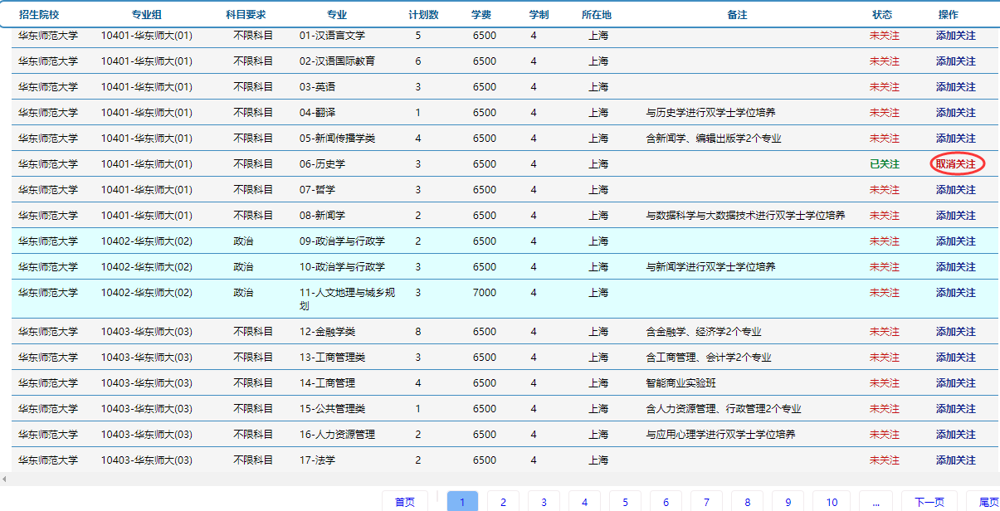 招生院校 专业组 科目要求 专业 计划数 学费 学制 所在地 备注 状态 操作
华东师范大学 10401-华东师大(01) 不限科目 01-汉语言文学 5 6500 4 上海 未关注 添加关注
华东师范大学 10401-华东师大(01) 不限科目 02-汉语国际教育 6 6500 4 上海 未关注 添加关注
华东师范大学 10401-华东师大(01) 不限科目 03-英语 3 6500 4 上海 未关注 添加关注
华东师范大学 10401-华东师大(01) 不限科目 04-翻译 1 6500 4 上海 与历史学进行双学士学位培养 未关注 添加关注
华东师范大学 10401-华东师大(01) 不限科目 05-新闻传播学类 4 6500 4 上海 含新闻学、编辑出版学2个专业 未关注 添加关注
华东师范大学 10401-华东师大(01) 不限科目 06-历史学 3 6500 4 上海 已关注 取消关注
华东师范大学 10401-华东师大(01) 不限科目 07-哲学 3 6500 4 上海 未关注 添加关注
华东师范大学 10401-华东师大(01) 不限科目 08-新闻学 2 6500 4 上海 与数据科学与大数据技术进行双学士学位培养 未关注 添加关注
华东师范大学 10402-华东师大(02) 政治 09-政治学与行政学 2 6500 4 上海 未关注 添加关注
华东师范大学 10402-华东师大(02) 政治 10-政治学与行政学 3 6500 4 上海 与新闻学进行双学士学位培养 未关注 添加关注
华东师范大学 10402-华东师大(02) 政治 11-人文地理与城乡规 3 7000 4 上海 未关注 添加关注
划
华东师范大学 10403-华东师大(03) 不限科目 12-金融学类 8 6500 4 上海 含金融学、经济学2个专业 未关注 添加关注
华东师范大学 10403-华东师大(03) 不限科目 13-工商管理类 3 6500 4 上海 含工商管理、会计学2个专业 未关注 添加关注
华东师范大学 10403-华东师大(03) 不限科目 14-工商管理 4 6500 4 上海 智能商业实验班 未关注 添加关注
华东师范大学 10403-华东师大(03) 不限科目 15-公共管理类 1 6500 4 上海 含人力资源管理、行政管理2个专业 未关注 添加关注
华东师范大学 10403-华东师大(03) 不限科目 16-人力资源管理 2 6500 4 上海 与应用心理学进行双学士学位培养 未关注 添加关注
华东师范大学 10403-华东师大(03) 不限科目 17-法学 2 6500 4 上海 未关注 添加关注
首页 1 2 3 4 5 6 7 8 9 10 ... 下一页 尾页